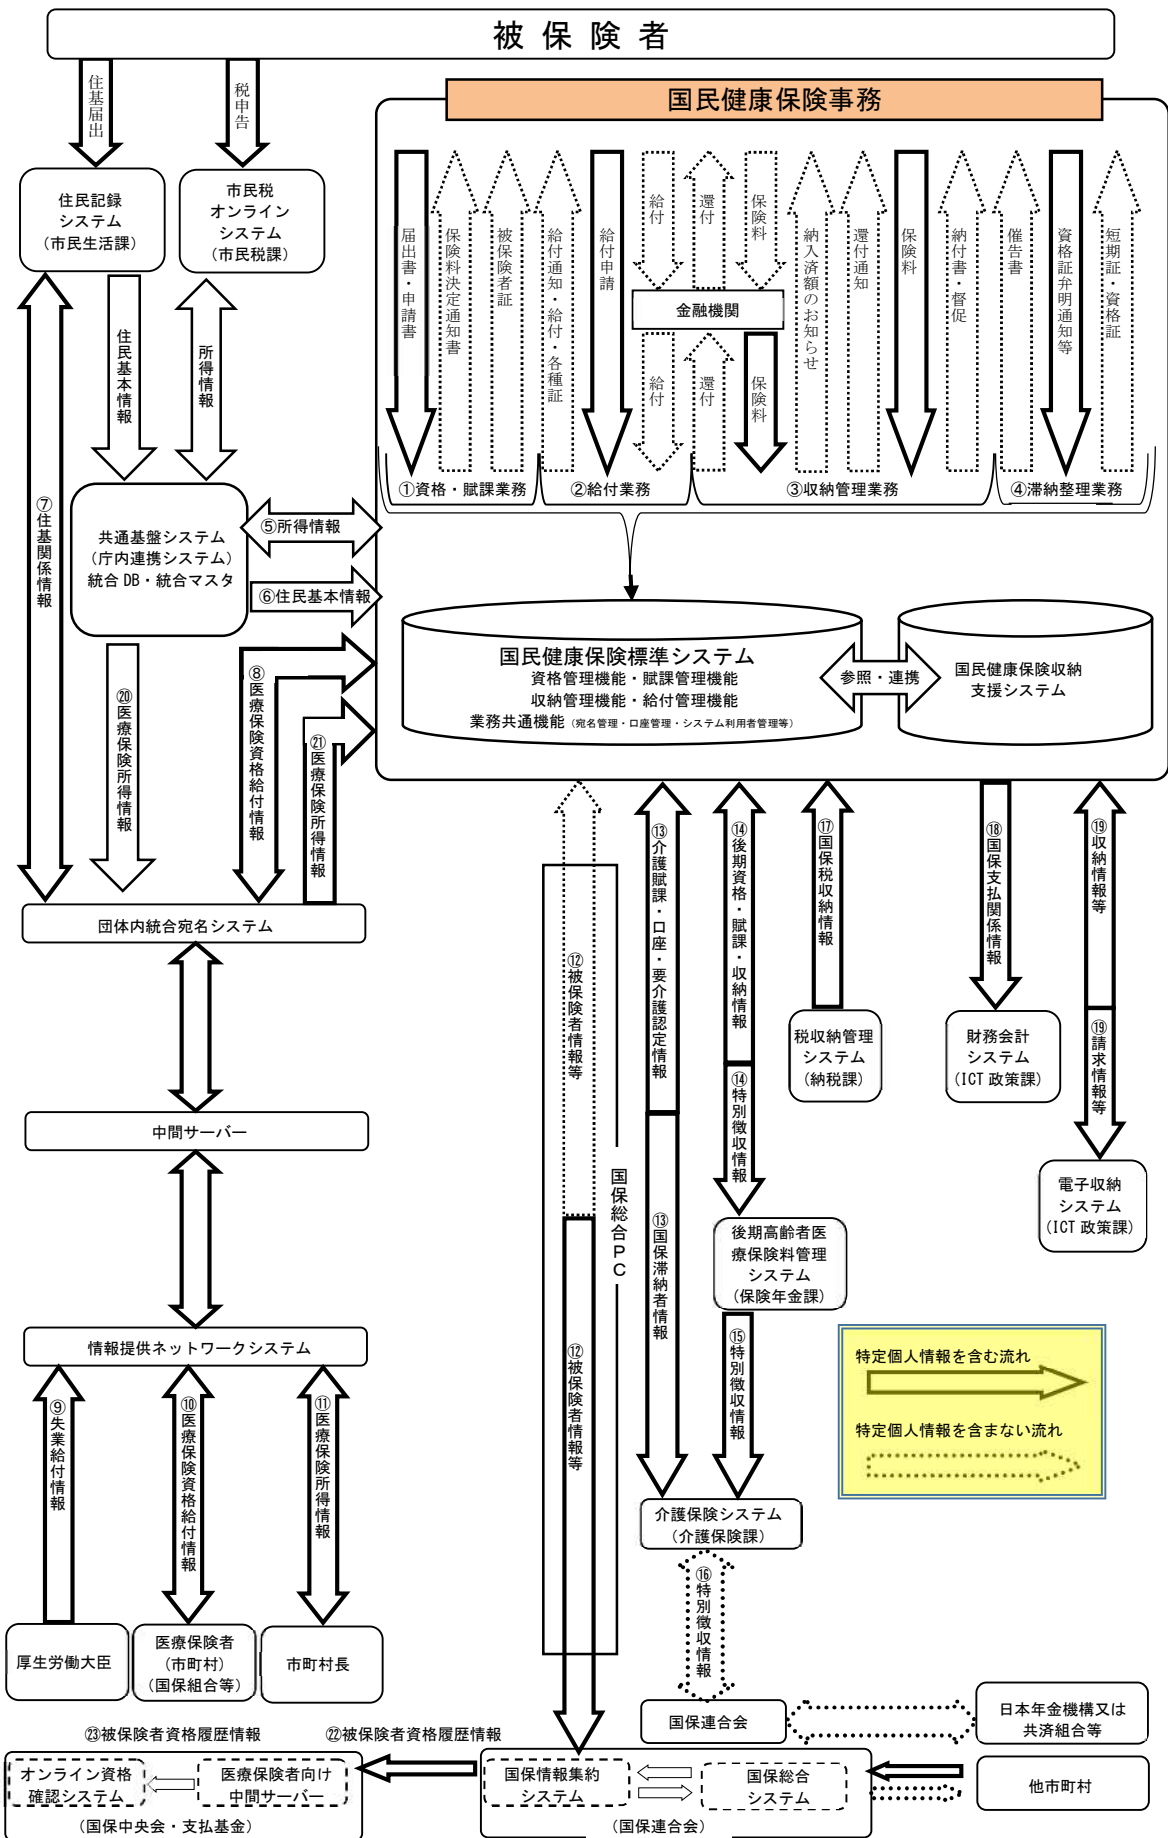 被保険者
住基届出
税申告
国民健康保険事務
住民記録
システム
(市民生活課)
市民税
オンライン
システム
(市民税課)
届出書・申請書
保険料決定通知書
被保険者証
給付通知・給付・各種証
給付申請
給付
還付
保険料
金融機関
給付
還付
保険料
納入済額のお知らせ
還付通知
保険料
納付書・督促
催告書
資格証弁明通知等
短期証・資格証
住民基本情報
所得情報
①資格・賦課業務
②給付業務
③収納管理業務
④滞納整理業務
⑦住基関係情報
共通基盤システム
(庁内連携システム)
統合DB・統合マスタ
⑤所得情報
⑥住民基本情報
国民健康保険標準システム
資格管理機能・賦課管理機能
収納管理機能・給付管理機能
業務共通機能(宛名管理・口座管理・システム利用者管理等)
参照・連携
国民健康保険収納
支援システム
⑳医療保険所得情報
⑧医療保険資格給付情報
㉑医療保険所得情報
団体内統合宛名システム
中間サーバー
情報提供ネットワークシステム
⑨失業給付情報
⑩医療保険資格給付情報
⑪医療保険所得情報
厚生労働大臣
医療保険者
(市町村)
(国保組合等)
市町村長
⑫被保険者情報等
国保総合PC
⑫被保険者情報等
⑬介護賦課・口座・要介護認定情報
⑬国保滞納者情報
⑭後期資格・賦課・収納情報
⑭特別徴収情報
⑰国保税収納情報
税収納管理
システム
(納税課)
⑱国保支払関係情報
財務会計
システム
(ICT政策課)
⑲収納情報等
⑲請求情報等
電子収納
システム
(ICT政策課)
後期高齢者医
療保険料管理
システム
(保険年金課)
⑮特別徴収情報
特定個人情報を含む流れ
特定個人情報を含まない流れ
介護保険システム
(介護保険課)
⑯特別徴収情報
国保連合会
日本年金機構又は
共済組合等
㉓被保険者資格履歴情報
㉒被保険者資格履歴情報
オンライン資格
確認システム
医療保険者向け
中間サーバー
(国保中央会・支払基金)
国保情報集約
システム
国保総合
システム
(国保連合会)
他市町村